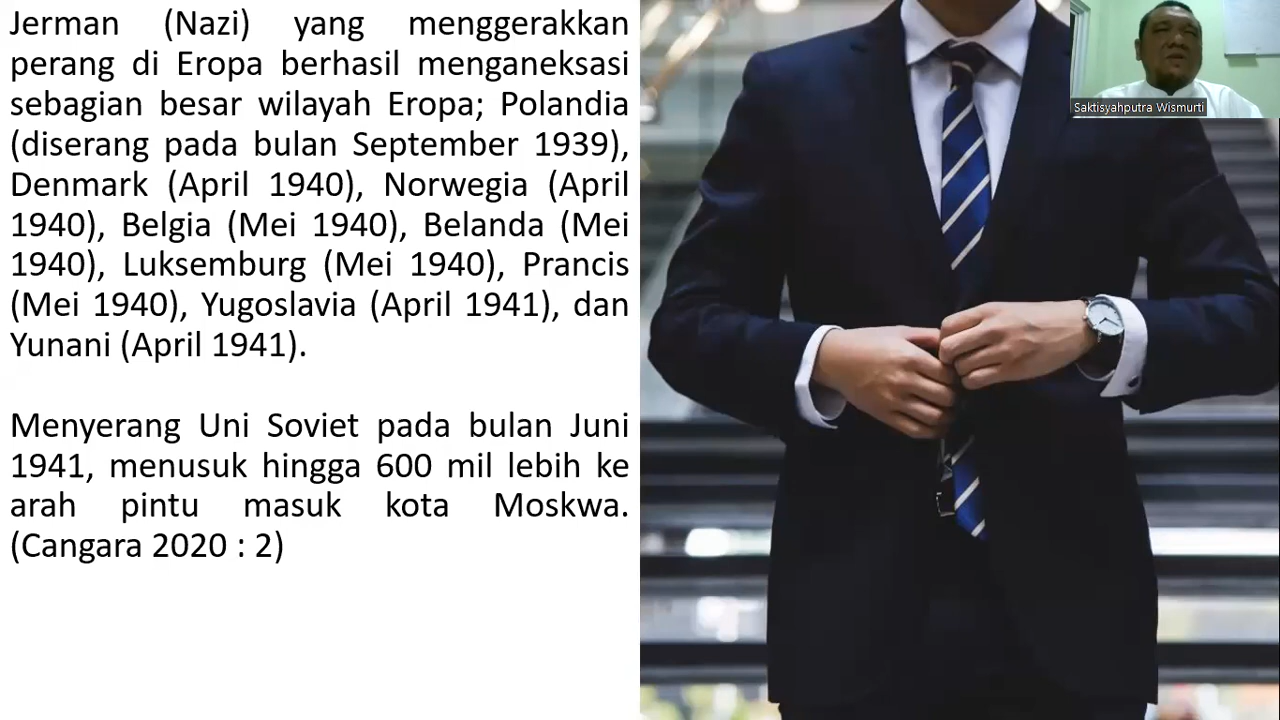 Jerman (Nazi) yang menggerakkan
perang di Eropa berhasil menganeksasi
sebagian besar wilayah Eropa; Polandia
(diserang pada bulan September 1939),
Denmark (April 1940), Norwegia (April
1940), Belgia (Mei 1940), Belanda (Mei
1940), Luksemburg (Mei 1940), Prancis
(Mei 1940), Yugoslavia (April 1941), dan
Yunani (April 1941).
Menyerang Uni Soviet pada bulan Juni
1941, menusuk hingga 600 mil lebih ke
arah pintu masuk kota Moskwa.
(Cangara 2020 : 2)
Saktisyahputra Wismurti